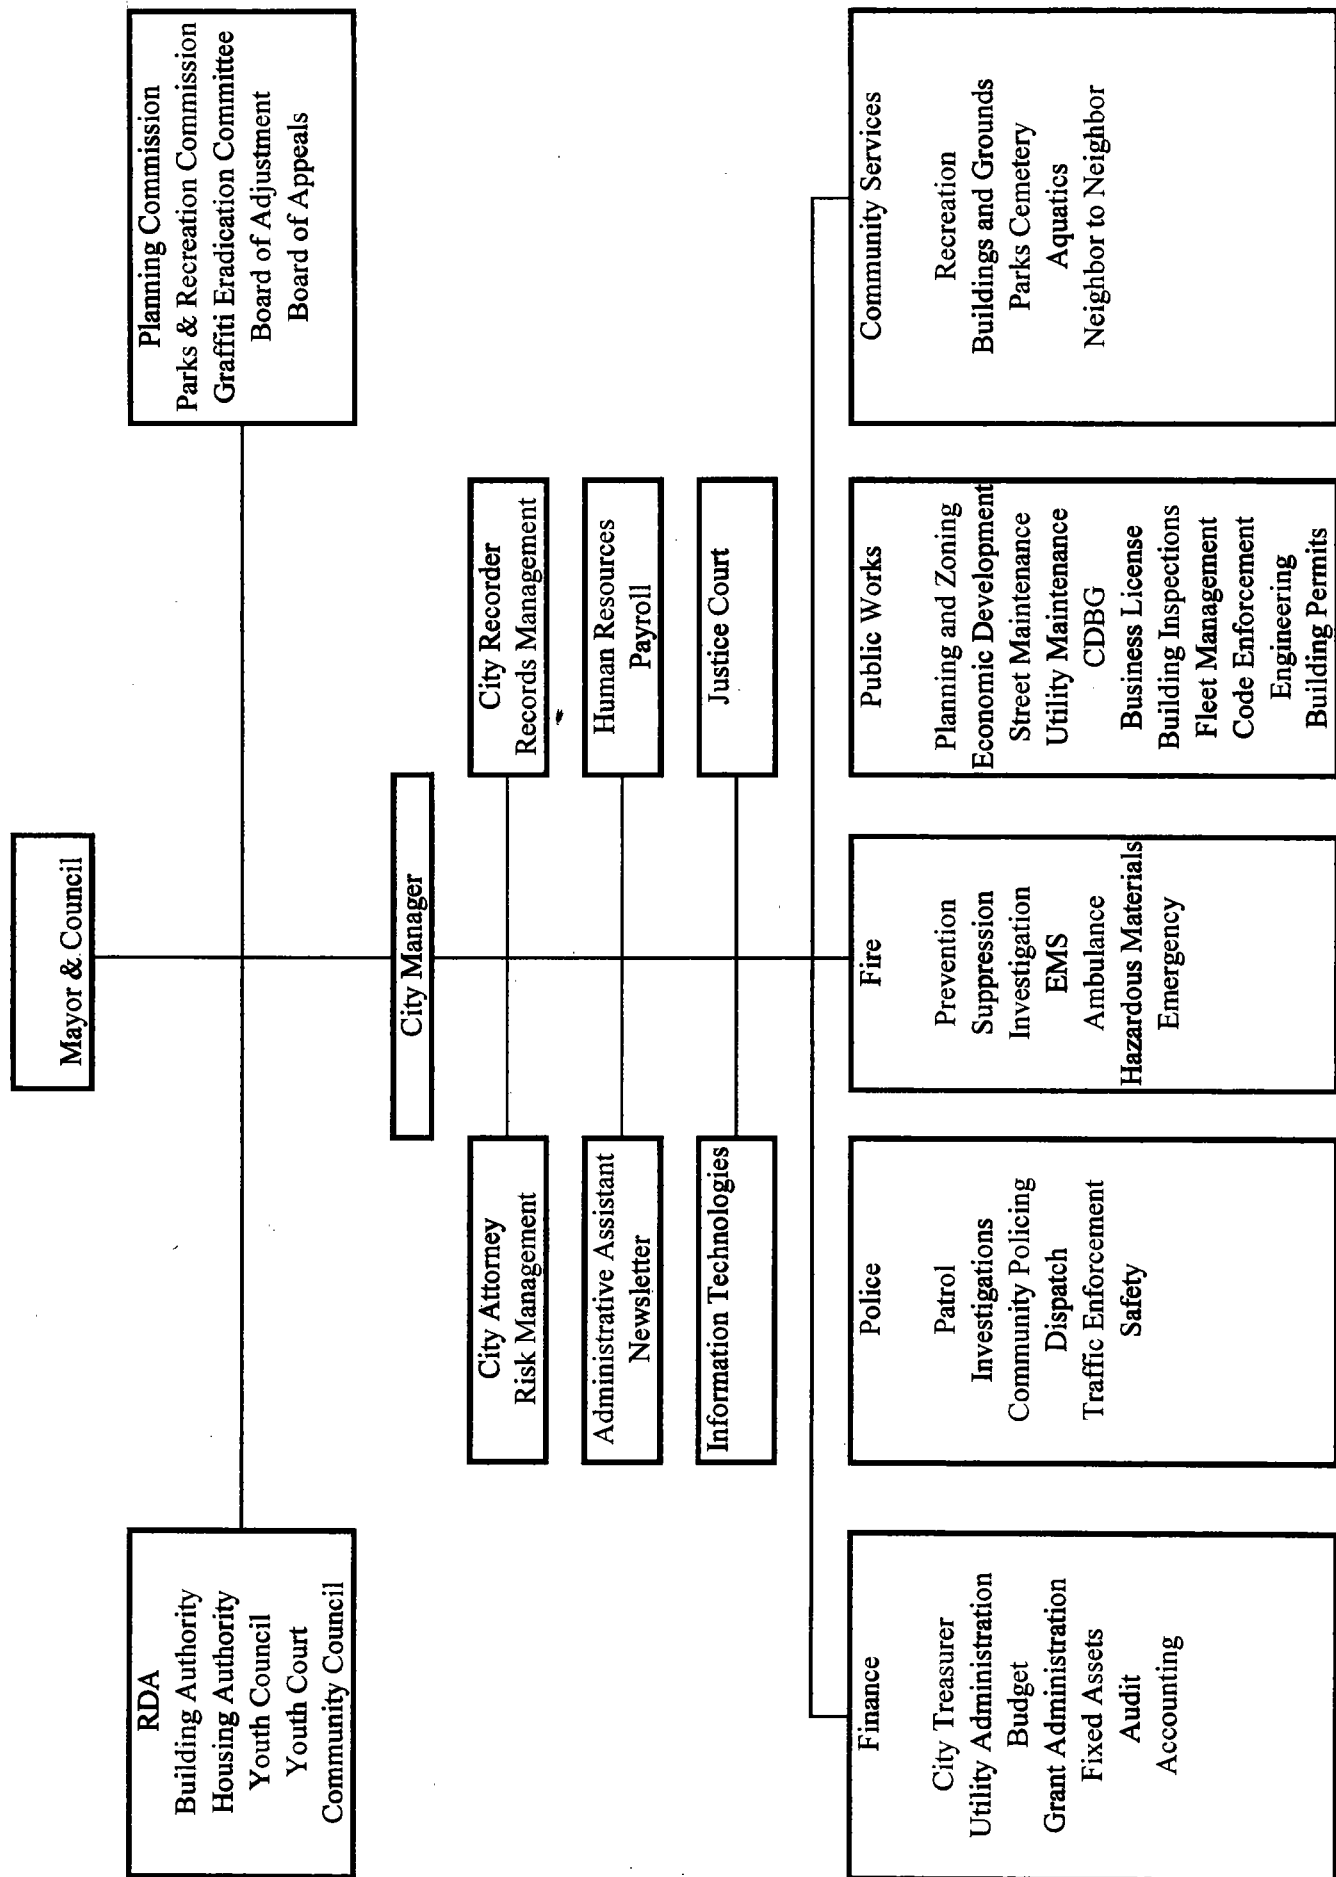 Mayor & Council
RDA
Building Authority
Housing Authority
Youth Council
Youth Court
Community Council
Planning Commission
Parks & Recreation Commission
Graffiti Eradication Committee
Board of Adjustment
Board of Appeals
City Manager
City Attorney
Risk Management
City Recorder
Records Management
Administrative Assistant
Newsletter
Human Resources
Payroll
Information Technologies
Justice Court
Finance
City Treasurer
Utility Administration
Budget
Grant Administration
Fixed Assets
Audit
Accounting
Police
Patrol
Investigations
Community Policing
Dispatch
Traffic Enforcement
Safety
Fire
Prevention
Suppression
Investigation
EMS
Ambulance
Hazardous Materials
Emergency
Public Works
Planning and Zoning
Economic Development
Street Maintenance
Utility Maintenance
CDBG
Business License
Building Inspections
Fleet Management
Code Enforcement
Engineering
Building Permits
Community Services
Recreation
Buildings and Grounds
Parks Cemetery
Aquatics
Neighbor to Neighbor